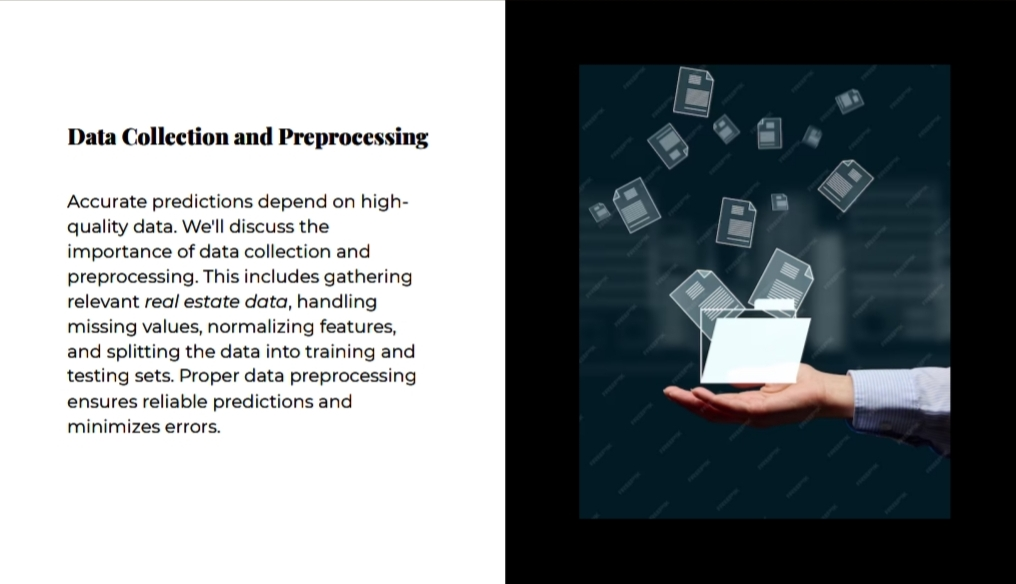 Data Collection and Preprocessing
Accurate predictions depend on high-
quality data. We'll discuss the
importance of data collection and
preprocessing. This includes gathering
relevant real estate data, handling
missing values, normalizing features,
and splitting the data into training and
testing sets. Proper data preprocessing
ensures reliable predictions and
minimizes errors.